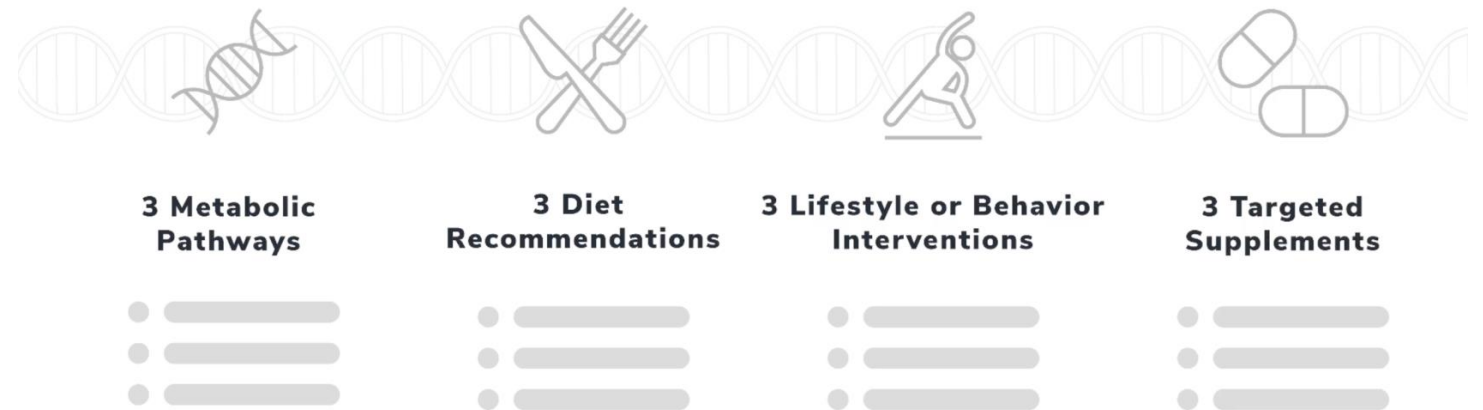 3 Metabolic
Pathways
3 Diet
Recommendations
3 Lifestyle or Behavior
Interventions
3 Targeted
Supplements